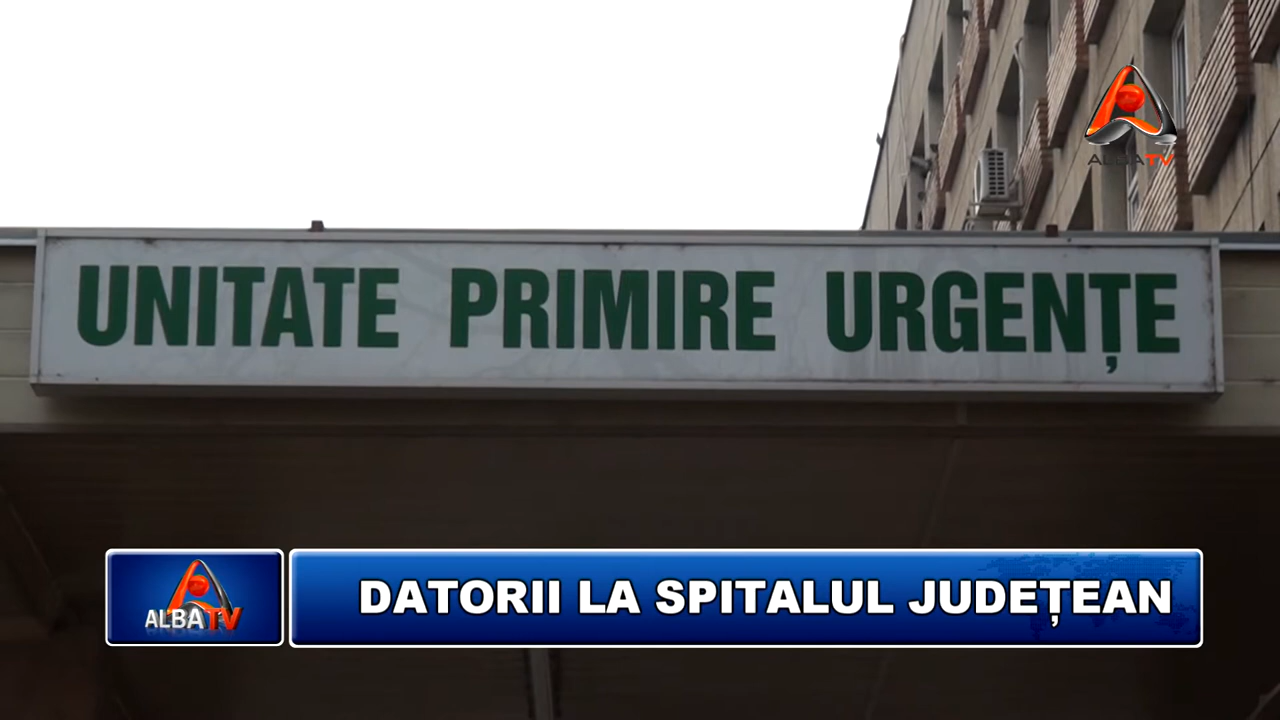 ALBATV
UNITATE PRIMIRE URGENȚE
ALBATV
DATORII LA SPITALUL JUDEȚEAN